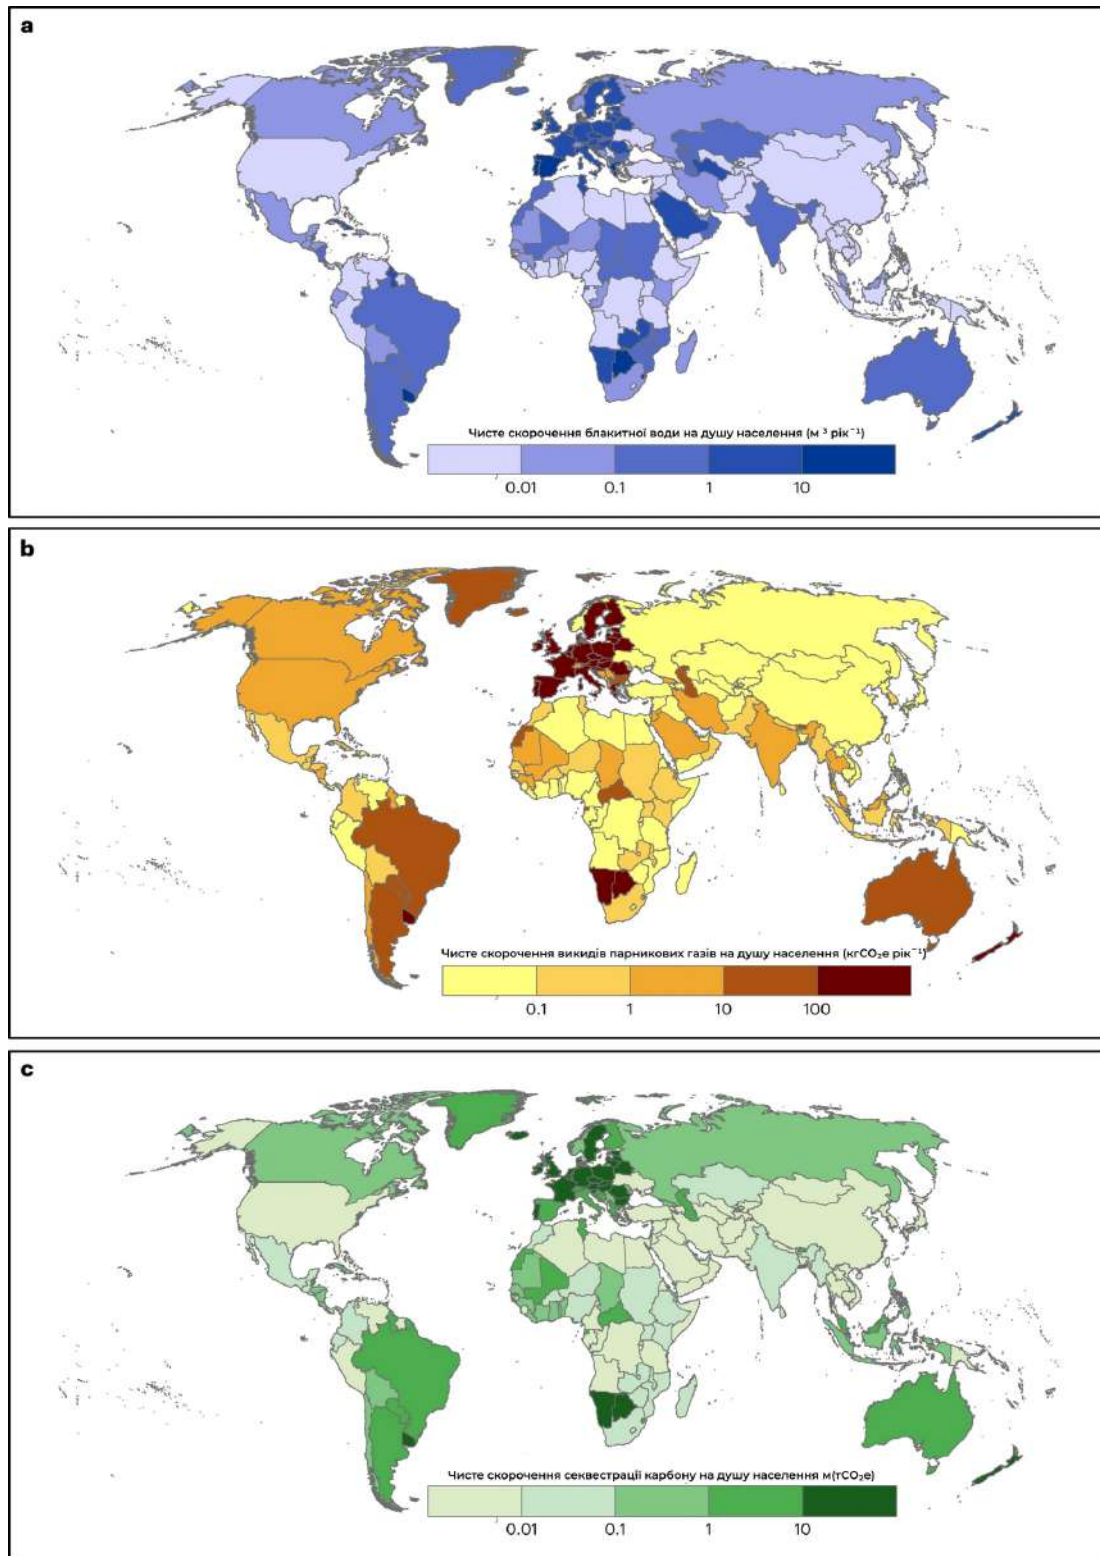 a
Чисте скорочення блакитної води на душу населення (м ³ рік⁻¹)
0.01 0.1 1 10
b
Чисте скорочення викидів парникових газів на душу населення (кгCO₂e рік⁻¹)
0.1 1 10 100
c
Чисте скорочення секвестрації карбону на душу населення м(тCO₂e)
0.01 0.1 1 10